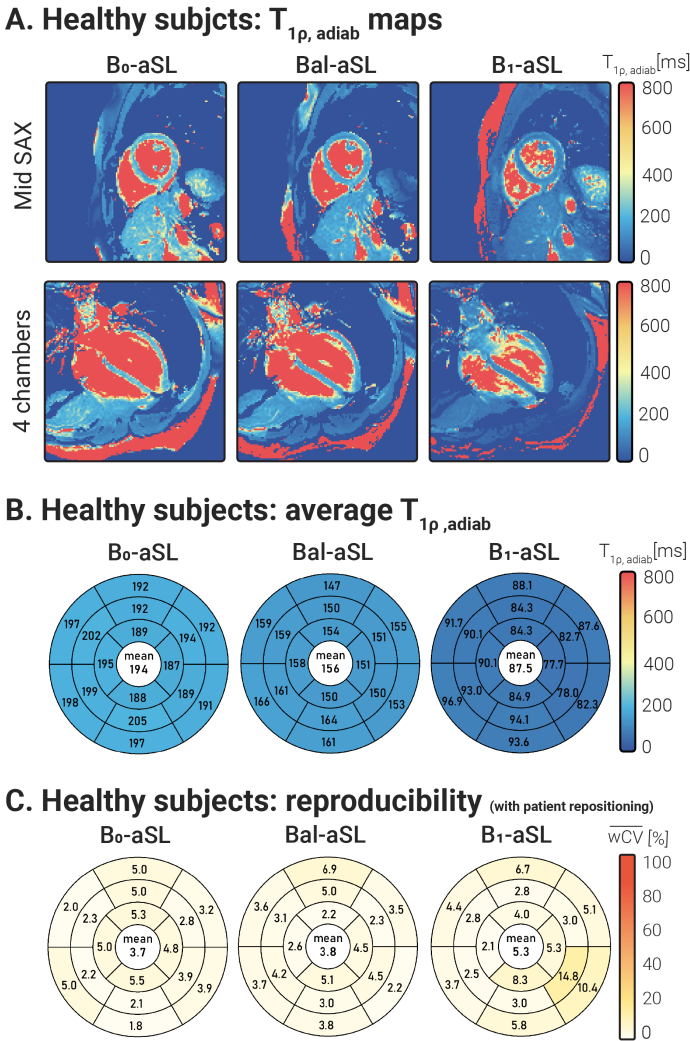 A. Healthy subjcts: T1ρ, adiab maps
B₀-aSL Bal-aSL B₁-aSL T1ρ, adiab[ms]
Mid SAX
800
600
400
200
0
4 chambers
800
600
400
200
0
B. Healthy subjects: average T1ρ ,adiab
B₀-aSL Bal-aSL B₁-aSL T1ρ, adiab[ms]
192
192
189
197 202 194 192
195 mean 187
194
198 199 188 189 191
205
197
147
150
154
159 159 151 155
158 mean 151
156
166 161 150 150 153
164
161
88.1
84.3
84.3
91.7 90.1 82.7 87.6
90.1 mean 77.7
87.5
96.9 93.0 84.9 78.0 82.3
94.1
93.6
800
600
400
200
0
C. Healthy subjects: reproducibility (with patient repositioning)
B₀-aSL Bal-aSL B₁-aSL wCV [%]
5.0
5.0
5.3
2.0 2.3 2.8 3.2
5.0 mean 4.8
3.7
5.0 2.2 5.5 3.9 3.9
2.1
1.8
6.9
5.0
2.2
3.6 3.1 2.3 3.5
2.6 mean 4.5
3.8
3.7 4.2 5.1 4.5 2.2
3.0
3.8
6.7
2.8
4.0
4.4 2.8 3.0 5.1
2.1 mean 5.3
5.3
3.7 2.5 8.3 14.8 10.4
3.0
5.8
100
80
60
40
20
0